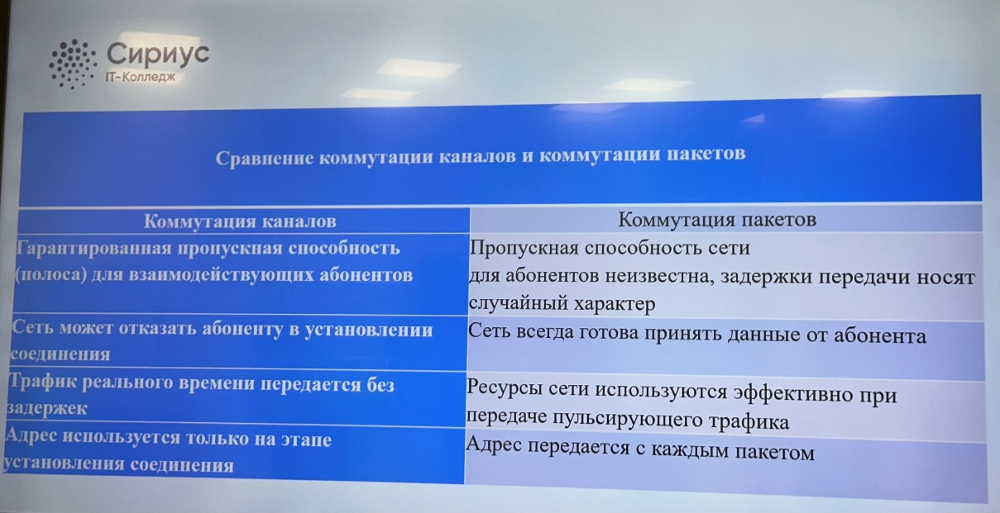 Сириус
IT-Колледж
Сравнение коммутации каналов и коммутации пакетов
Коммутация каналов
Коммутация пакетов
Гарантированная пропускная способность
(полоса) для взаимодействующих абонентов
Пропускная способность сети
для абонентов неизвестна, задержки передачи носят
случайный характер
Сеть может отказать абоненту в установлении
соединения
Сеть всегда готова принять данные от абонента
Трафик реального времени передается без
задержек
Ресурсы сети используются эффективно при
передаче пульсирующего трафика
Адрес используется только на этапе
установления соединения
Адрес передается с каждым пакетом